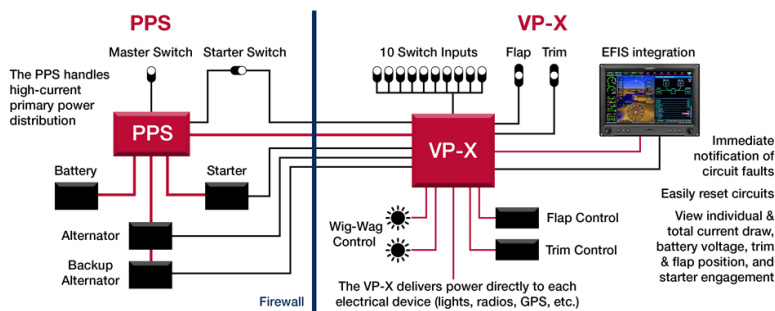 PPS
VP-X
Master Switch
Starter Switch
10 Switch Inputs
Flap
Trim
EFIS integration
The PPS handles
high-current
primary power
distribution
PPS
VP-X
Battery
Starter
Alternator
Backup
Alternator
Firewall
Wig-Wag
Control
Flap Control
Trim Control
The VP-X delivers power directly to each
electrical device (lights, radios, GPS, etc.)
Immediate
notification of
circuit faults
Easily reset circuits
View individual &
total current draw,
battery voltage, trim
& flap position, and
starter engagement